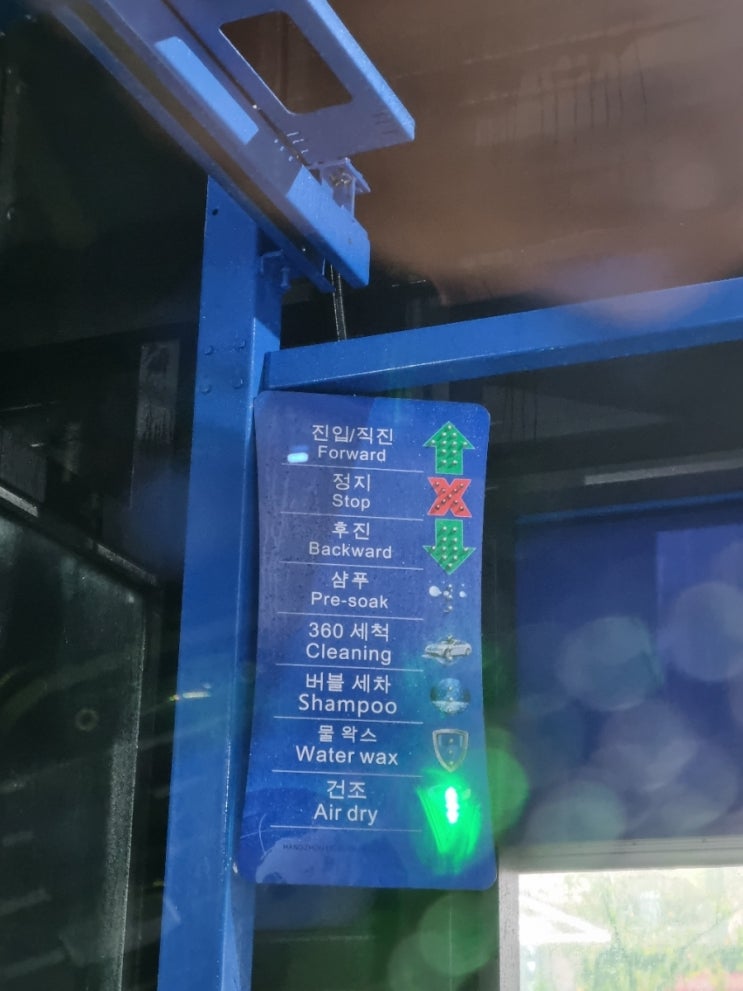 진입/직진
Forward
정지
Stop
후진
Backward
샴푸
Pre-soak
360 세척
Cleaning
버블 세차
Shampoo
물 왁스
Water wax
건조
Air dry